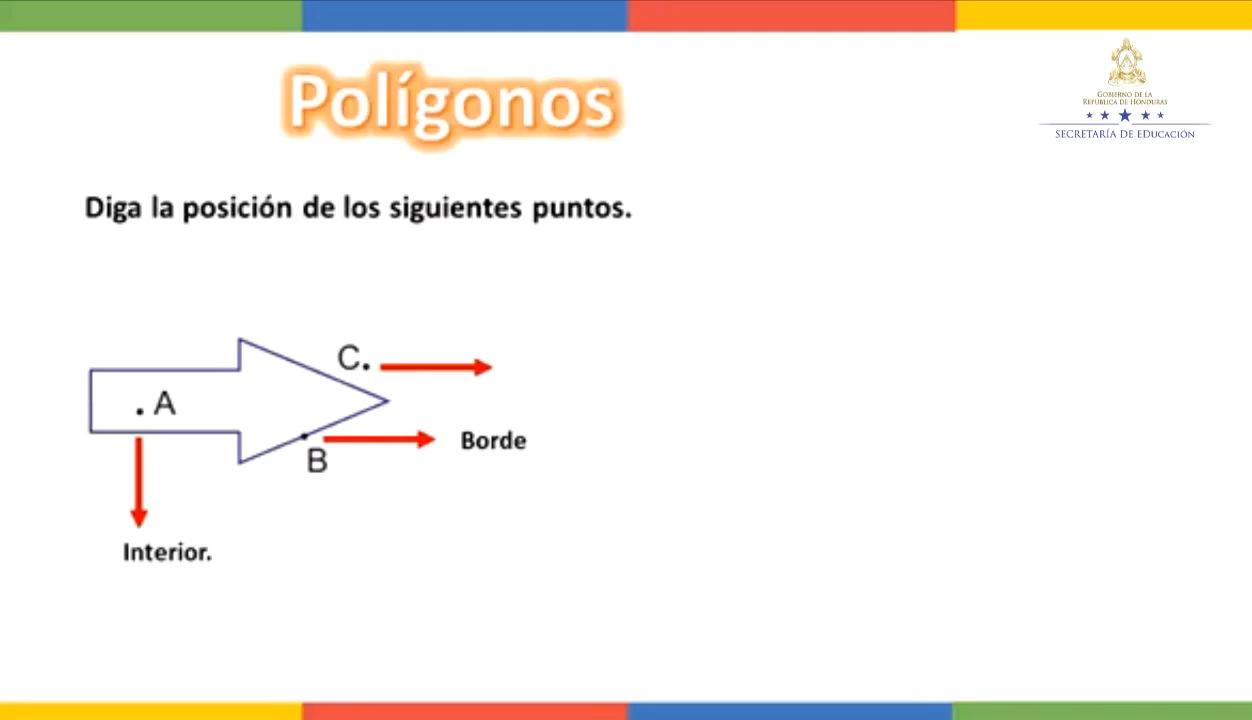 Polígonos
GOBIERNO DE LA
REPÚBLICA DE HONDURAS
SECRETARÍA DE EDUCACIÓN
Diga la posición de los siguientes puntos.
C.
. A
B
Borde
Interior.